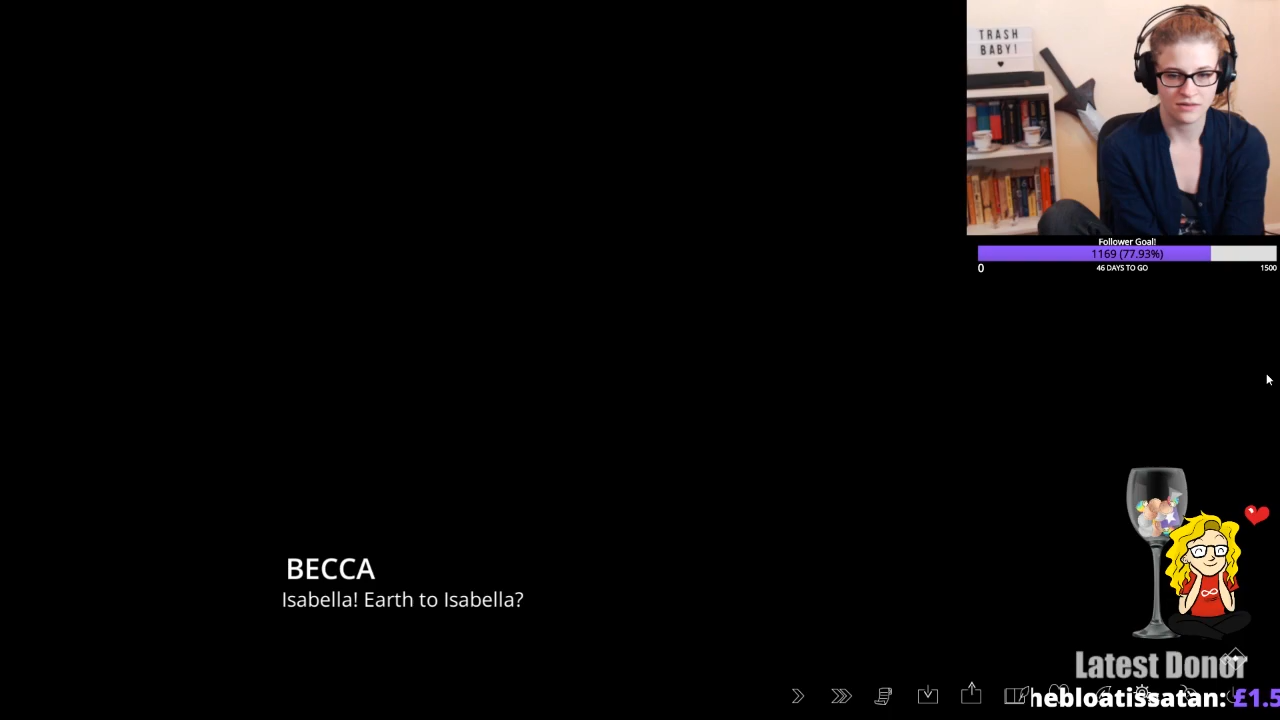 TRASH
BABY!
Follower Goal!
1169 (77.93%)
0 46 DAYS TO GO 1500
BECCA
Isabella! Earth to Isabella?
Latest Donor
hebloatissatan: £1.5